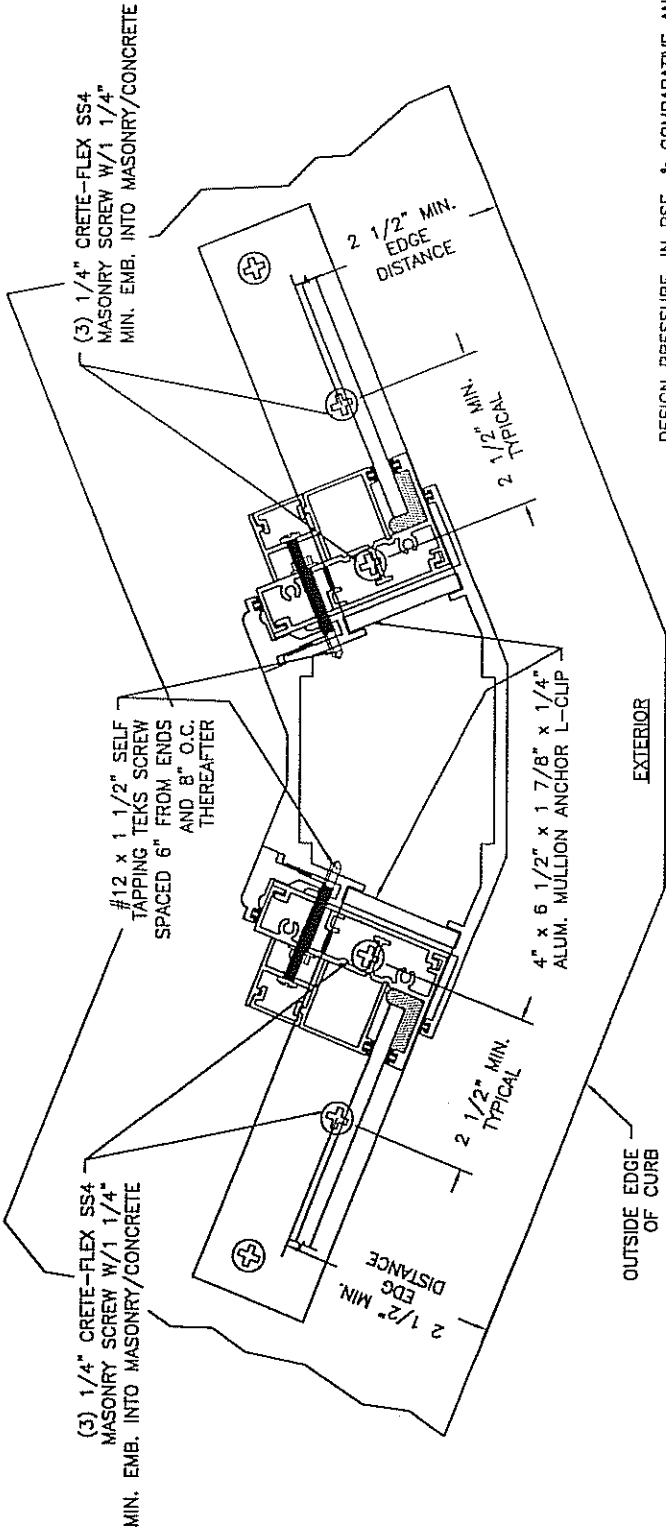 (3) 1/4" CRETE-FLEX SS4
MASONRY SCREW W/1 1/4"
MIN. EMB. INTO MASONRY/CONCRETE
#12 x 1 1/2" SELF
TAPPING TEKS SCREW
SPACED 6" FROM ENDS
AND 8" O.C.
THEREAFTER
(3) 1/4" CRETE-FLEX SS4
MASONRY SCREW W/1 1/4"
MIN. EMB. INTO MASONRY/CONCRETE
2 1/2" MIN.
EDG
DISTANCE
2 1/2" MIN.
TYPICAL
4" x 6 1/2" x 1 7/8" x 1/4"
ALUM. MULLION ANCHOR L-CLIP
2 1/2" MIN.
TYPICAL
2 1/2" MIN.
EDGE
DISTANCE
OUTSIDE EDGE
OF CURB
EXTERIOR
DESIGN PRESSURE IN PSF & COMPARATIVE AN